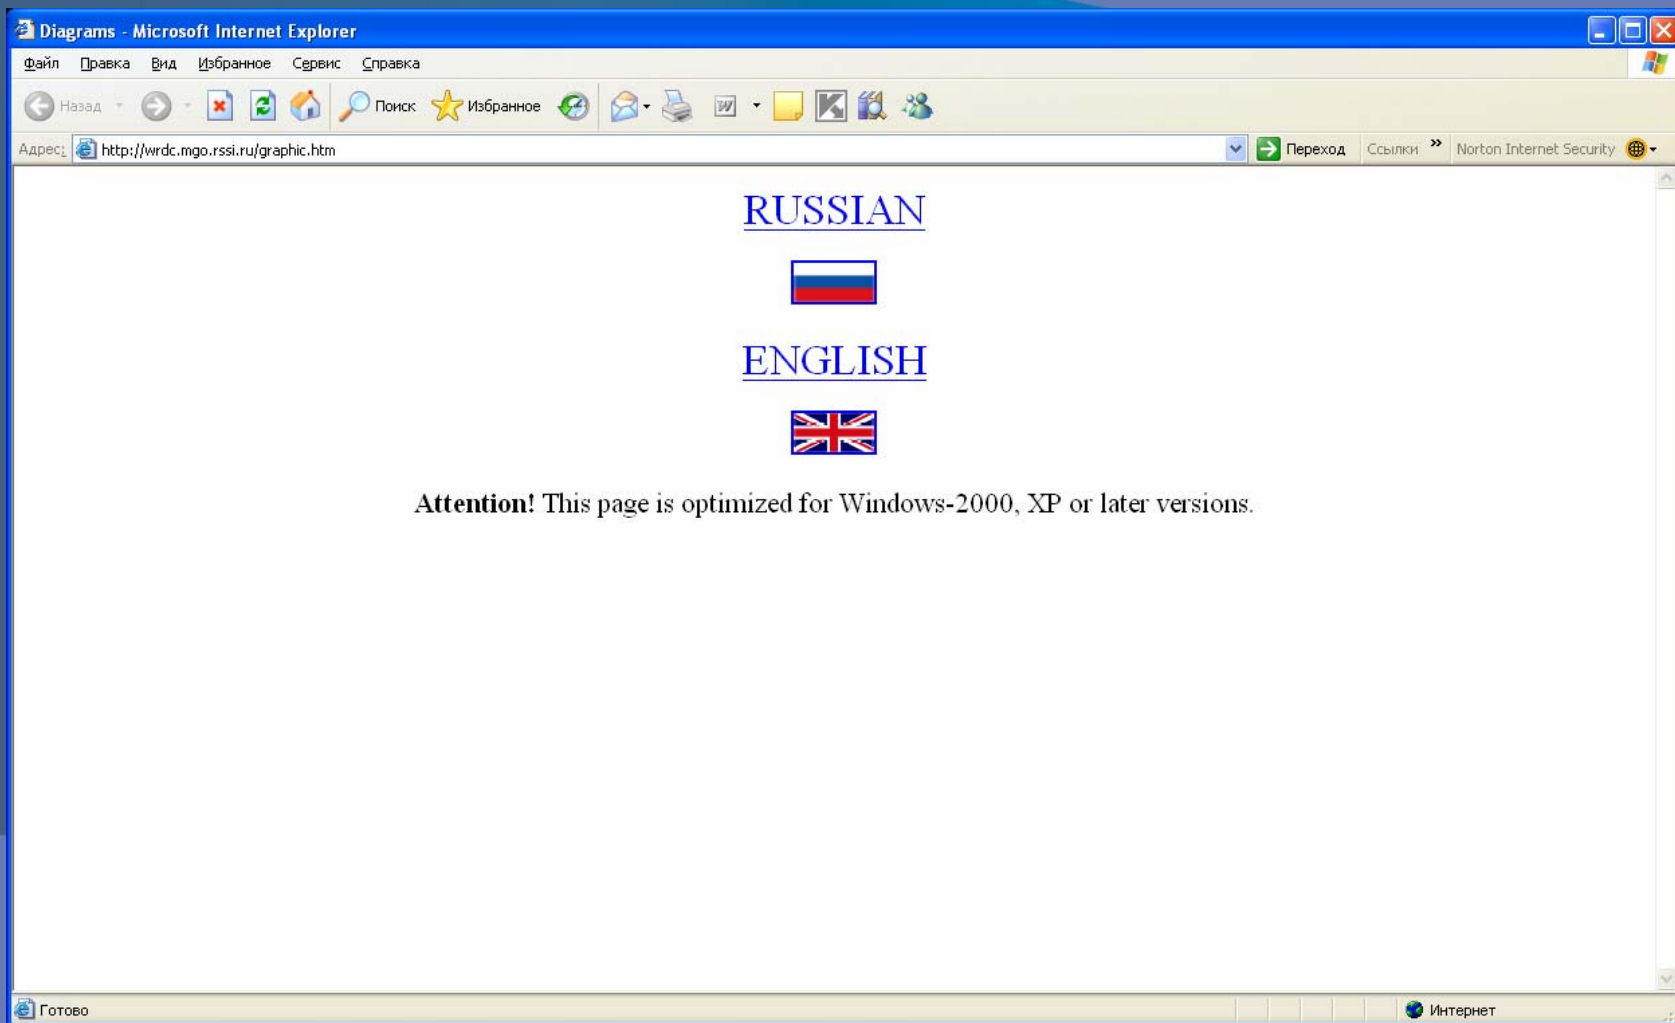 Diagrams - Microsoft Internet Explorer
Файл Правка Вид Избранное Сервис Справка
Назад Поиск Избранное
Адрес: http://wrdc.mgo.rssi.ru/graphic.htm Переход Ссылки » Norton Internet Security
RUSSIAN
ENGLISH
Attention! This page is optimized for Windows-2000, XP or later versions.
Готово Интернет